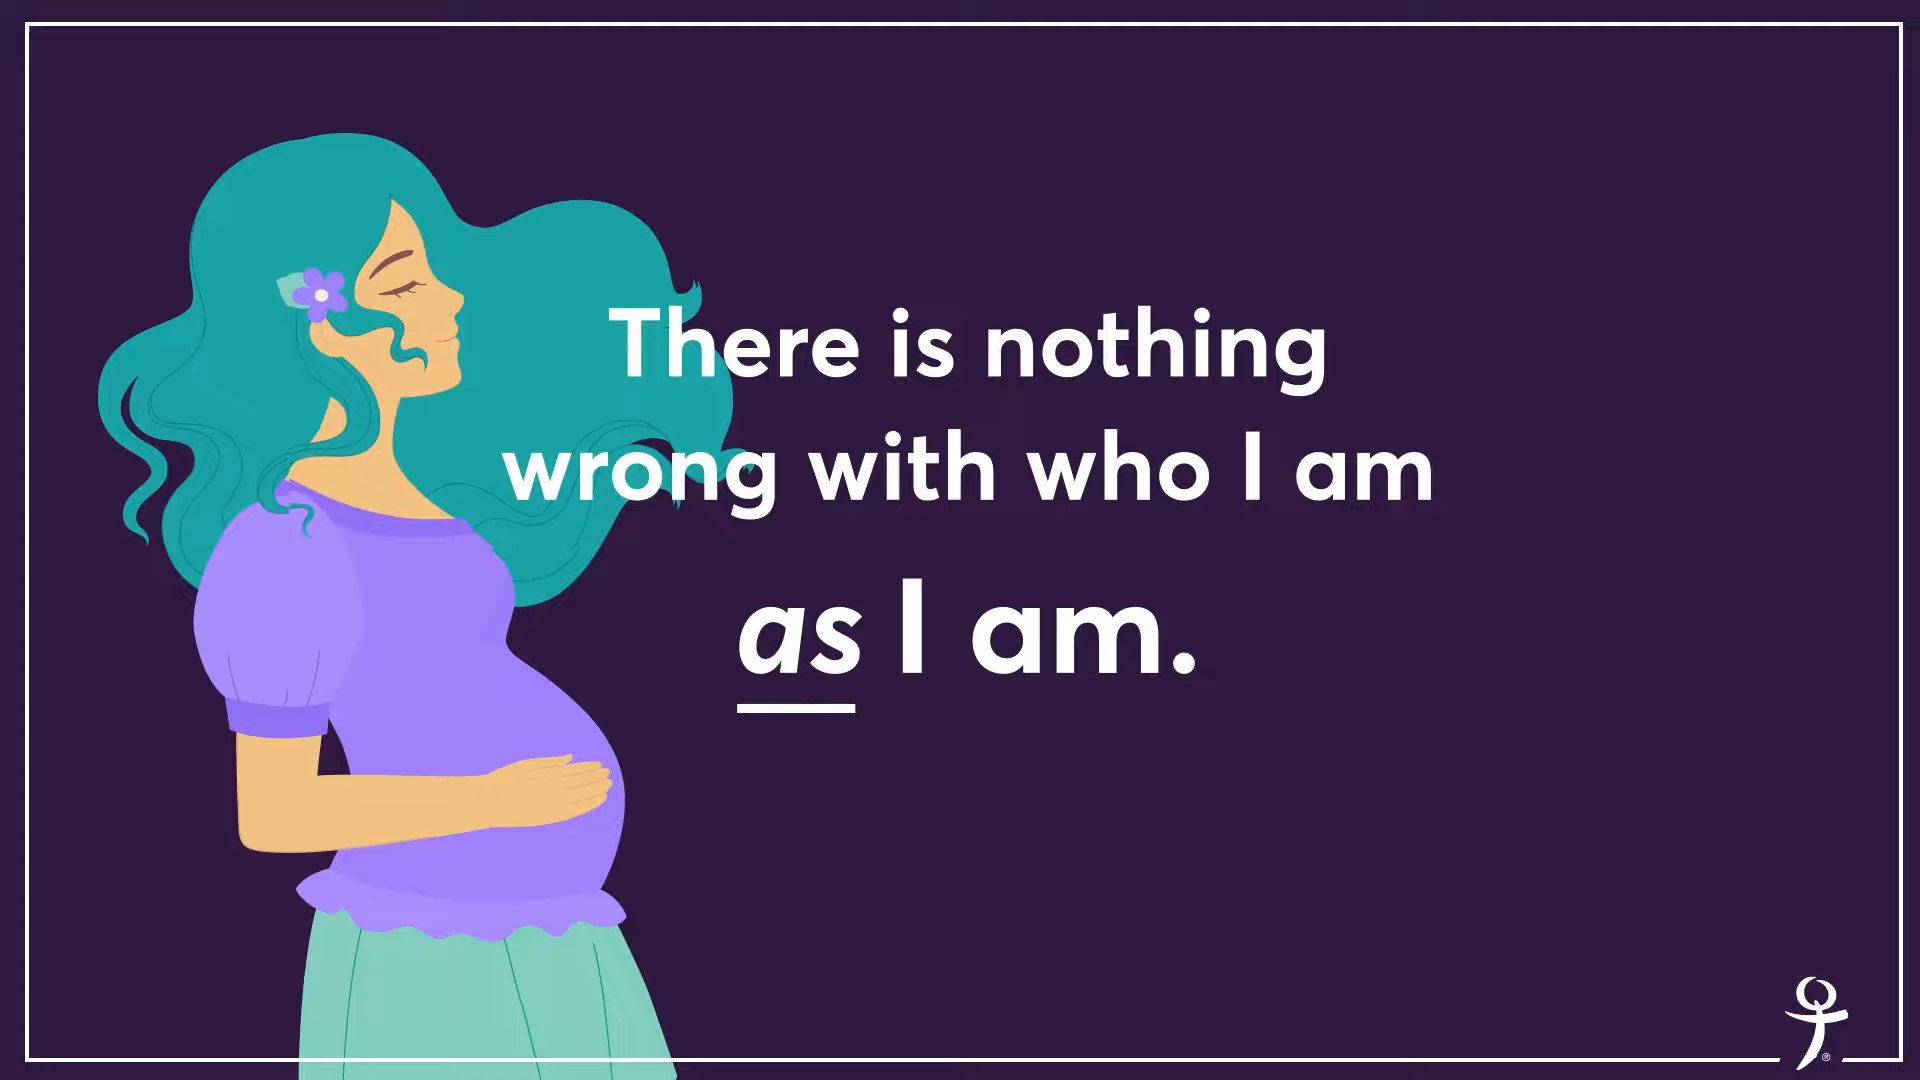 There is nothing
wrong with who I am
as I am.
®